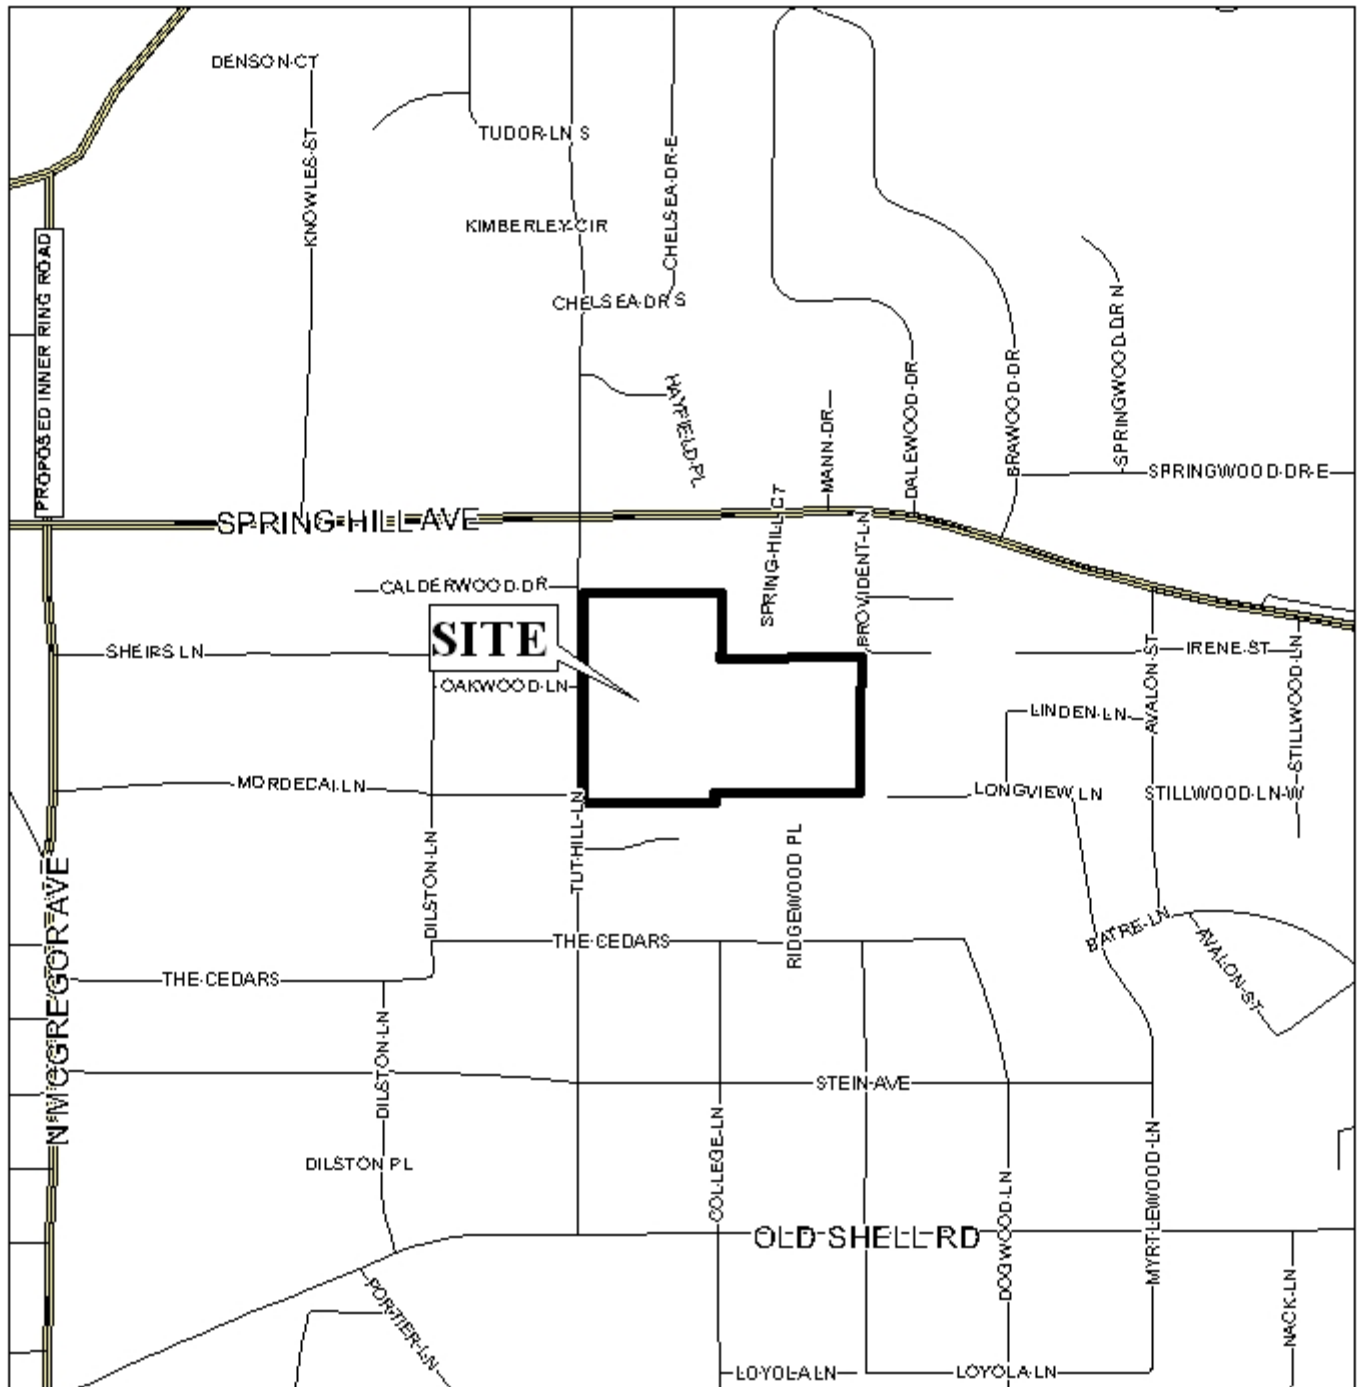 DENSON CT
TUDOR LN S
KNOWLES ST
CHELSEA DR E
KIMBERLEY CIR
PROPOSED INNER RING ROAD
CHELSEA DR S
SPRINGWOOD DR N
HAYFIELD PL
MANN DR
DALEWOOD DR
BRAWOOD DR
SPRINGWOOD DR E
SPRING HILL AVE
SPRING HILL CT
PROVIDENT LN
CALDERWOOD DR
SITE
SHEIRS LN
IRENE ST
AVALON ST
STILLWOOD LN
OAKWOOD LN
LINDEN LN
MORDECAI LN
LONGVIEW LN
STILLWOOD LN W
TUTHILL LN
DILSTON LN
RIDGEWOOD PL
N MCGREGOR AVE
THE CEDARS
BATRE LN
AVALON ST
THE CEDARS
DILSTON LN
STEIN AVE
COLLEGE LN
DILSTON PL
DOGWOOD LN
MYRTLEWOOD LN
OLD SHELL RD
PORTIER LN
NACK LN
LOYOLA LN
LOYOLA LN